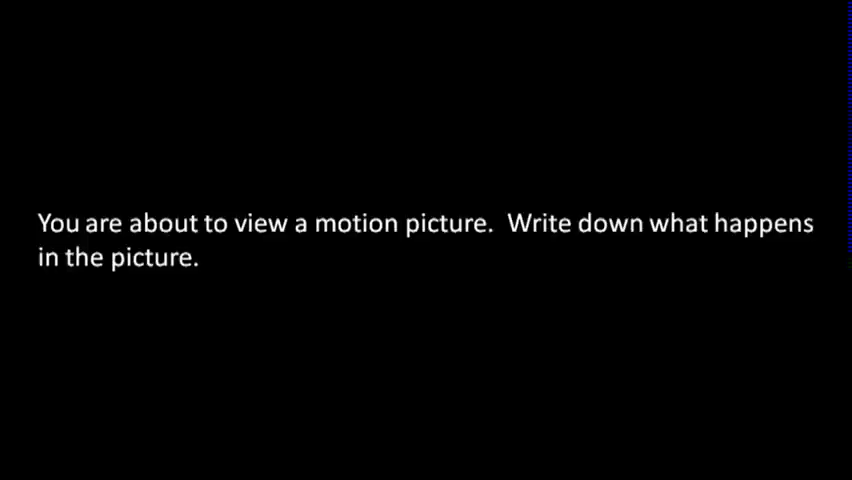 You are about to view a motion picture.  Write down what happens
in the picture.